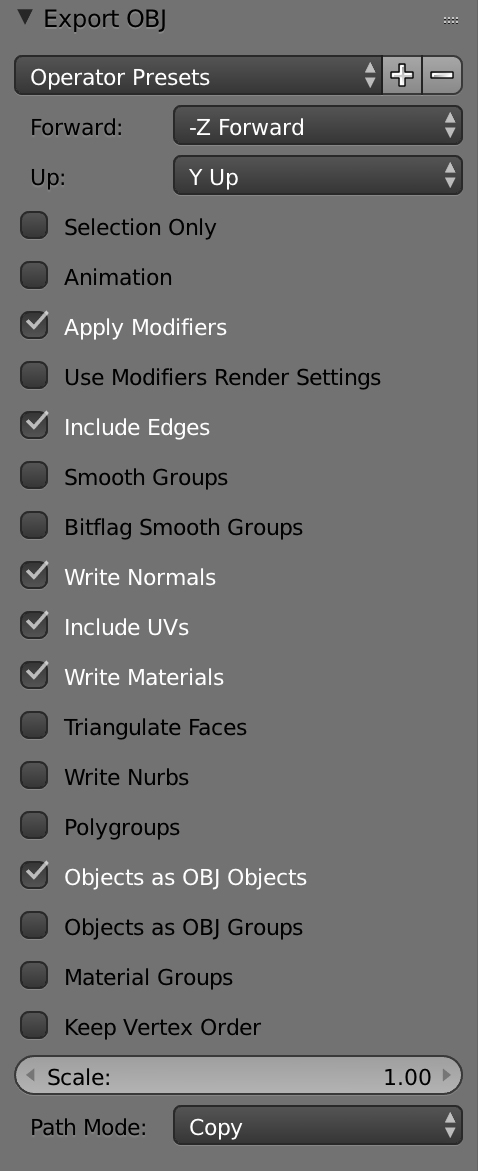 Export OBJ
Operator Presets
Forward: -Z Forward
Up: Y Up
Selection Only
Animation
Apply Modifiers
Use Modifiers Render Settings
Include Edges
Smooth Groups
Bitflag Smooth Groups
Write Normals
Include UVs
Write Materials
Triangulate Faces
Write Nurbs
Polygroups
Objects as OBJ Objects
Objects as OBJ Groups
Material Groups
Keep Vertex Order
Scale: 1.00
Path Mode: Copy